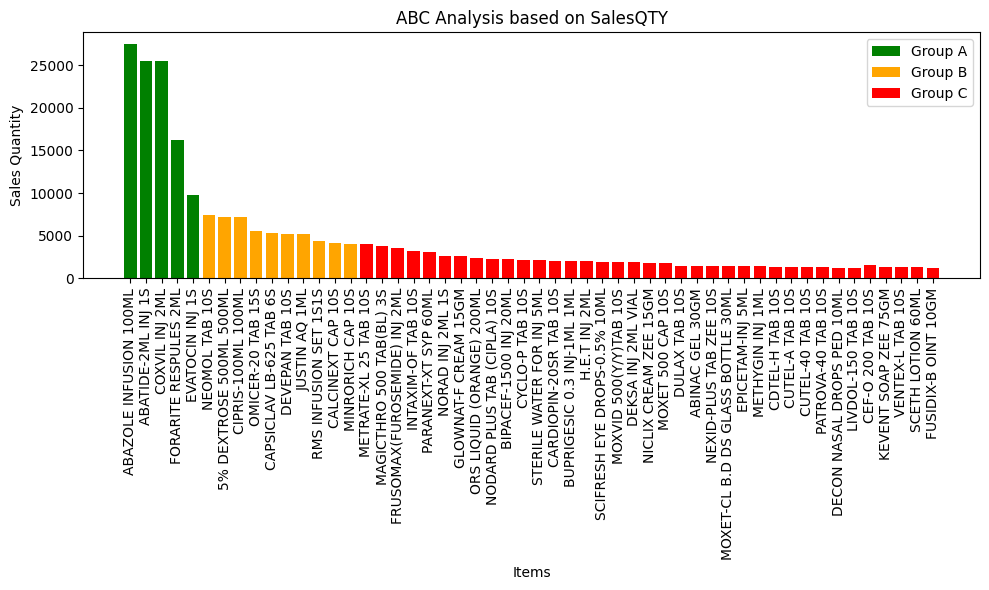 ABC Analysis based on SalesQTY
Group A
Group B
Group C
Sales Quantity
25000
20000
15000
10000
5000
0
ABAZOLE INFUSION 100ML
ABATIDE-2ML INJ 1S
COXVIL INJ 2ML
FORARITE RESPULES 2ML
EVATOCIN INJ 1S
NEOMOL TAB 10S
5% DEXTROSE 500ML 500ML
CIPRIS-100ML 100ML
OMICER-20 TAB 15S
CAPSICLAV LB-625 TAB 6S
DEVEPAN TAB 10S
JUSTIN AQ 1ML
RMS INFUSION SET 1S1S
CALCINEXT CAP 10S
MINRORICH CAP 10S
METRATE-XL 25 TAB !-0S
MAGICTHRO 500 TAB(BL) 3S
FRUSOMAX(FUROSEMIDE) INJ 2ML
INTAXIM-OF TAB 10S
PARANEXT-XT SYP 60ML
NORAD INJ 2ML 1S
GLOWNAT-F CREAM 15GM
ORS LIQUID (ORANGE) 200ML
NODARD PLUS TAB (CIPLA) 10S
BIPACEF-1500 INJ 20ML
CYCLO-P TAB 10S
STERILE WATER FOR INJ 5ML
CARDIOPIN-20SR TAB 10S
BUPRIGESIC 0.3 INJ-1ML 1ML
H.E.T INJ 2ML
SCIFRESH EYE DROPS-0.5% 10ML
MOXVID 500(Y/Y)TAB 10S
DEKSA INJ 2ML VIAL
NICLIX CREAM ZEE 15GM
MOXET 500 CAP 10S
DULAX TAB 10S
ABINAC GEL 30GM
NEXID-PLUS TAB ZEE 10S
MOXET-CL B.D DS GLASS BOTTLE 30ML
EPICETAM-INJ 5ML
METHYGIN INJ 1ML
CDTEL-H TAB 10S
CUTEL-A TAB 10S
CUTEL-40 TAB 10S
PATROVA-40 TAB 10S
DECON NASAL DROPS PED 10ML
LIVDOL-150 TAB 10S
CEF-O 200 TAB 10S
KEVENT SOAP ZEE 75GM
VENTEX-L TAB 10S
SCETH LOTION 60ML
FUSIDIX-B OINT 10GM
Items